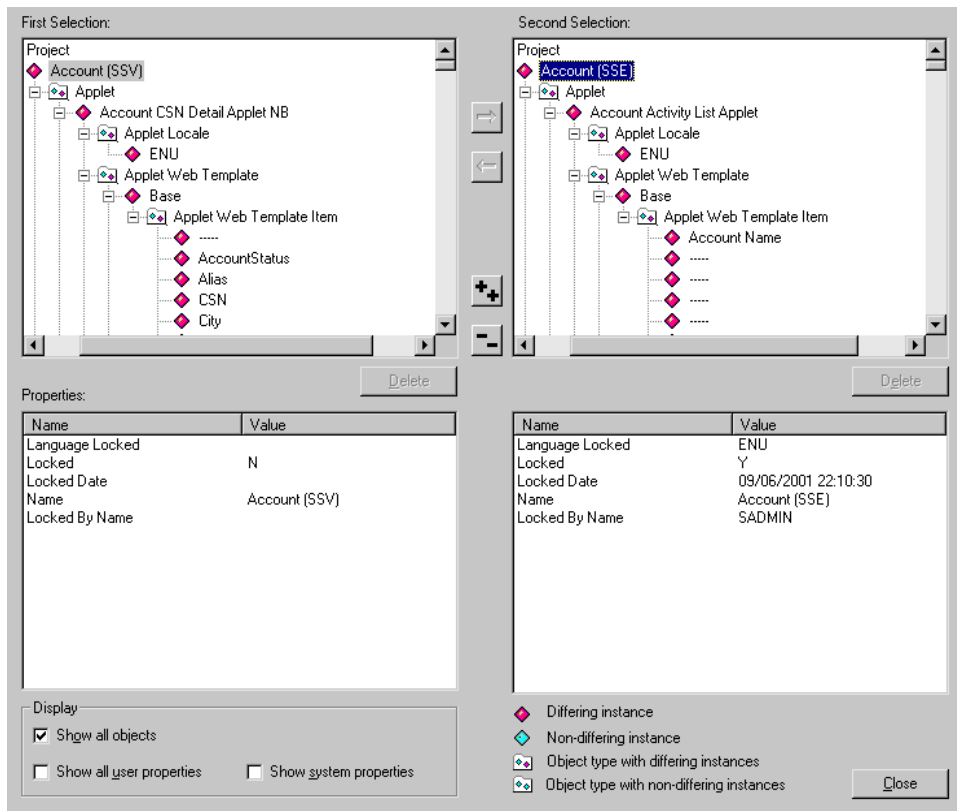 First Selection:
Project
Account (SSV)
Applet
Account CSN Detail Applet NB
Applet Locale
ENU
Applet Web Template
Base
Applet Web Template Item
-----
AccountStatus
Alias
CSN
City
Delete
Second Selection:
Project
Account (SSE)
Applet
Account Activity List Applet
Applet Locale
ENU
Applet Web Template
Base
Applet Web Template Item
Account Name
-----
-----
-----
-----
Delete
Properties:
Name Value
Language Locked
Locked N
Locked Date
Name Account (SSV)
Locked By Name
Name Value
Language Locked ENU
Locked Y
Locked Date 09/06/2001 22:10:30
Name Account (SSE)
Locked By Name SADMIN
Display
Show all objects
Show all user properties Show system properties
Differing instance
Non-differing instance
Object type with differing instances
Object type with non-differing instances
Close